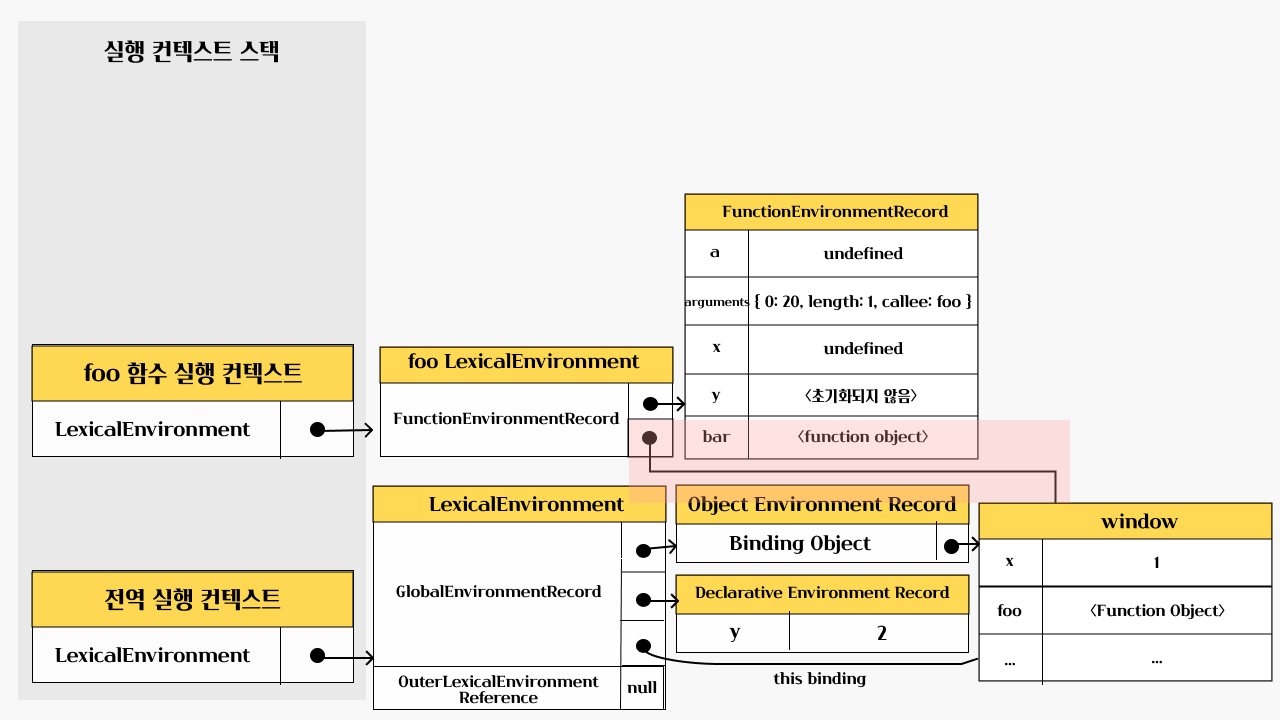 실행 컨텍스트 스택
FunctionEnvironmentRecord
a
undefined
arguments
{ 0: 20, length: 1, callee: foo }
x
undefined
y
<초기화되지 않음>
bar
<function object>
foo 함수 실행 컨텍스트
LexicalEnvironment
foo LexicalEnvironment
FunctionEnvironmentRecord
LexicalEnvironment
GlobalEnvironmentRecord
OuterLexicalEnvironment
Reference
null
Object Environment Record
Binding Object
Declarative Environment Record
y
2
this binding
window
x
1
foo
<Function Object>
...
...
전역 실행 컨텍스트
LexicalEnvironment